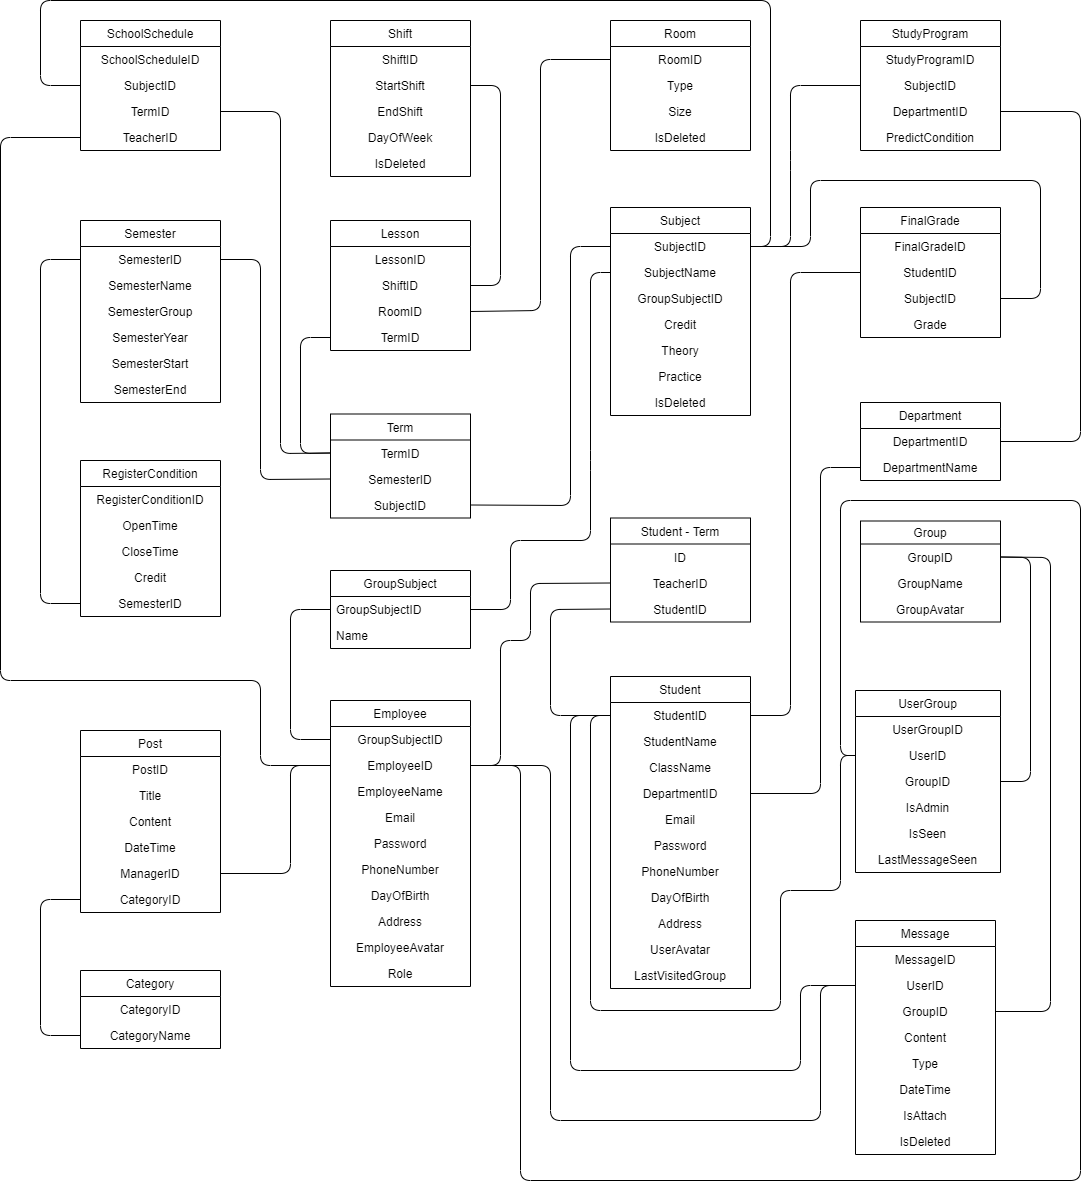 SchoolSchedule
SchoolScheduleID
SubjectID
TermID
TeacherID
Shift
ShiftID
StartShift
EndShift
DayOfWeek
IsDeleted
Room
RoomID
Type
Size
IsDeleted
StudyProgram
StudyProgramID
SubjectID
DepartmentID
PredictCondition
Semester
SemesterID
SemesterName
SemesterGroup
SemesterYear
SemesterStart
SemesterEnd
Lesson
LessonID
ShiftID
RoomID
TermID
Subject
SubjectID
SubjectName
GroupSubjectID
Credit
Theory
Practice
IsDeleted
FinalGrade
FinalGradeID
StudentID
SubjectID
Grade
Term
TermID
SemesterID
SubjectID
Department
DepartmentID
DepartmentName
RegisterCondition
RegisterConditionID
OpenTime
CloseTime
Credit
SemesterID
GroupSubject
GroupSubjectID
Name
Student - Term
ID
TeacherID
StudentID
Group
GroupID
GroupName
GroupAvatar
Post
PostID
Title
Content
DateTime
ManagerID
CategoryID
Employee
GroupSubjectID
EmployeeID
EmployeeName
Email
Password
PhoneNumber
DayOfBirth
Address
EmployeeAvatar
Role
Student
StudentID
StudentName
ClassName
DepartmentID
Email
Password
PhoneNumber
DayOfBirth
Address
UserAvatar
LastVisitedGroup
UserGroup
UserGroupID
UserID
GroupID
IsAdmin
IsSeen
LastMessageSeen
Category
CategoryID
CategoryName
Message
MessageID
UserID
GroupID
Content
Type
DateTime
IsAttach
IsDeleted